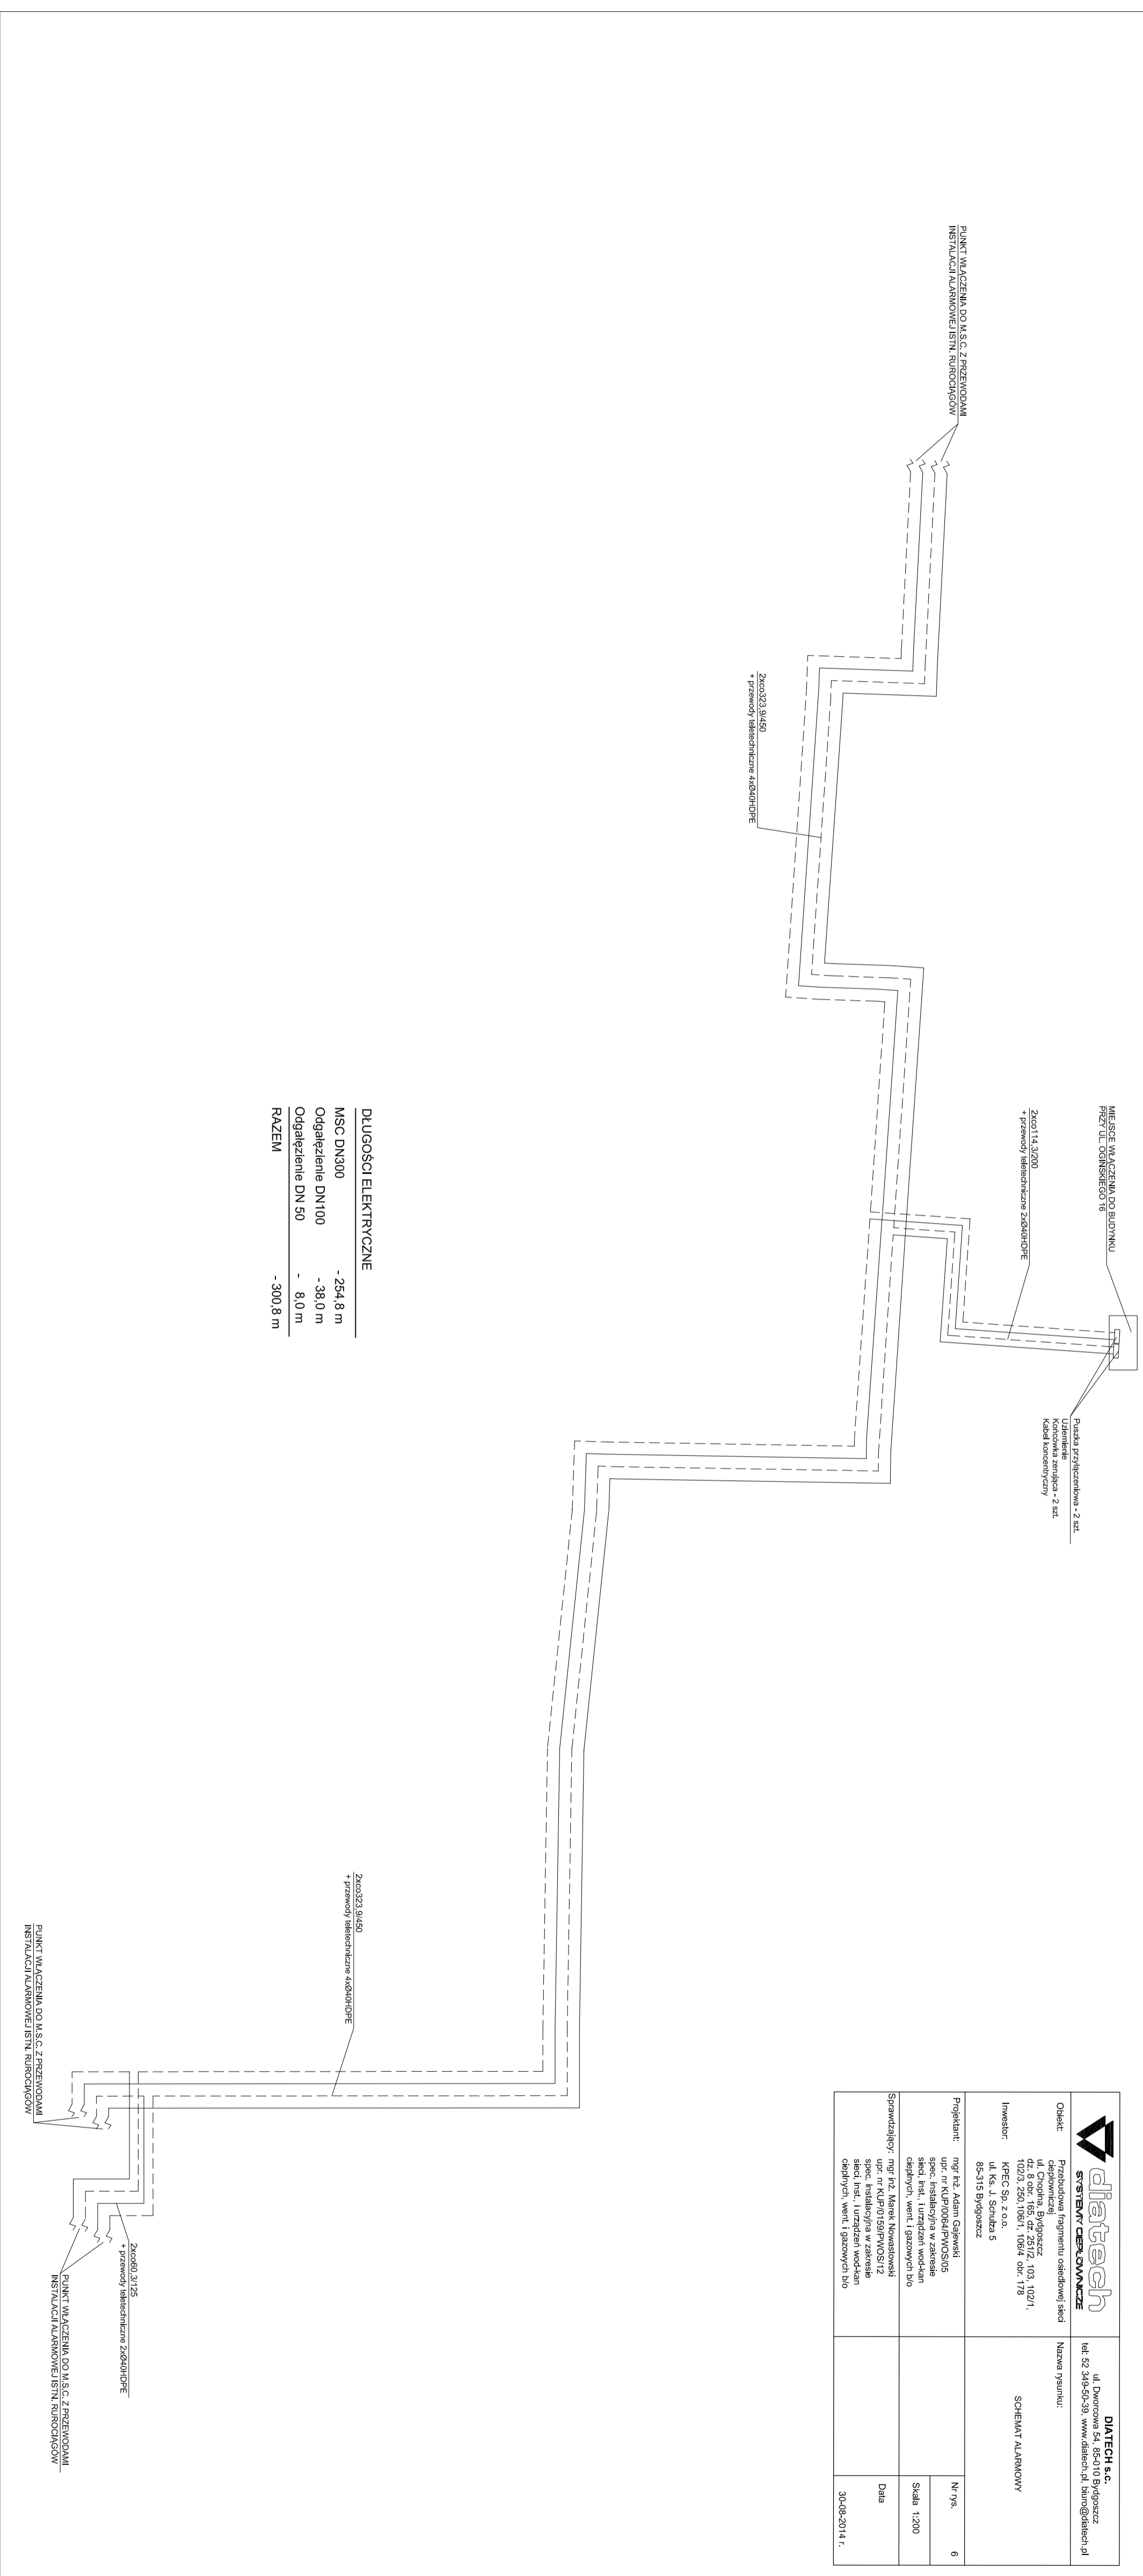 PUNKT WŁĄCZENIA DO M.S.C. Z PRZEWODAMI
INSTALACJI ALARMOWEJ ISTN. RUROCIĄGÓW
2xco323,9/450
+ przewody teletechniczne 4xØ40HDPE
MIEJSCE WŁĄCZENIA DO BUDYNKU
PRZY UL. OGIŃSKIEGO 16
2xco114,3/200
+ przewody teletechniczne 2xØ40HDPE
Puszka przyłączeniowa - 2 szt.
Uziemienie
Końcówka zerująca - 2 szt.
Kabel koncentryczny
DŁUGOŚCI ELEKTRYCZNE
MSC DN300 - 254,8 m
Odgałęzienie DN100 - 38,0 m
Odgałęzienie DN 50 - 8,0 m
RAZEM - 300,8 m
2xco323,9/450
+ przewody teletechniczne 4xØ40HDPE
PUNKT WŁĄCZENIA DO M.S.C. Z PRZEWODAMI
INSTALACJI ALARMOWEJ ISTN. RUROCIĄGÓW
2xco60,3/125
+ przewody teletechniczne 2xØ40HDPE
PUNKT WŁĄCZENIA DO M.S.C. Z PRZEWODAMI
INSTALACJI ALARMOWEJ ISTN. RUROCIĄGÓW
diatech
SYSTEMY CIEPŁOWNICZE
DIATECH s.c.
ul. Dworcowa 54, 85-010 Bydgoszcz
tel: 52 349-50-39, www.diatech.pl, biuro@diatech.pl
Obiekt: Przebudowa fragmentu osiedlowej sieci
ciepłowniczej
ul. Chopina, Bydgoszcz
dz. 8 obr. 165, dz. 251/2, 103, 102/1,
102/3, 250,106/1, 106/4 obr. 178
Inwestor: KPEC Sp. z o.o.
ul. Ks. J. Schulza 5
85-315 Bydgoszcz
Nazwa rysunku:
SCHEMAT ALARMOWY
Projektant: mgr inż. Adam Gajewski
upr. nr KUP/0064/PWOS/05
spec. instalacyjna w zakresie
sieci, inst., i urządzeń wod-kan
cieplnych, went. i gazowych b/o
Nr rys. 6
Skala 1:200
Sprawdzający: mgr inż. Marek Nowastowski
upr. nr KUP/0159/PWOS/12
spec. instalacyjna w zakresie
sieci, inst., i urządzeń wod-kan
cieplnych, went. i gazowych b/o
Data
30-08-2014 r.